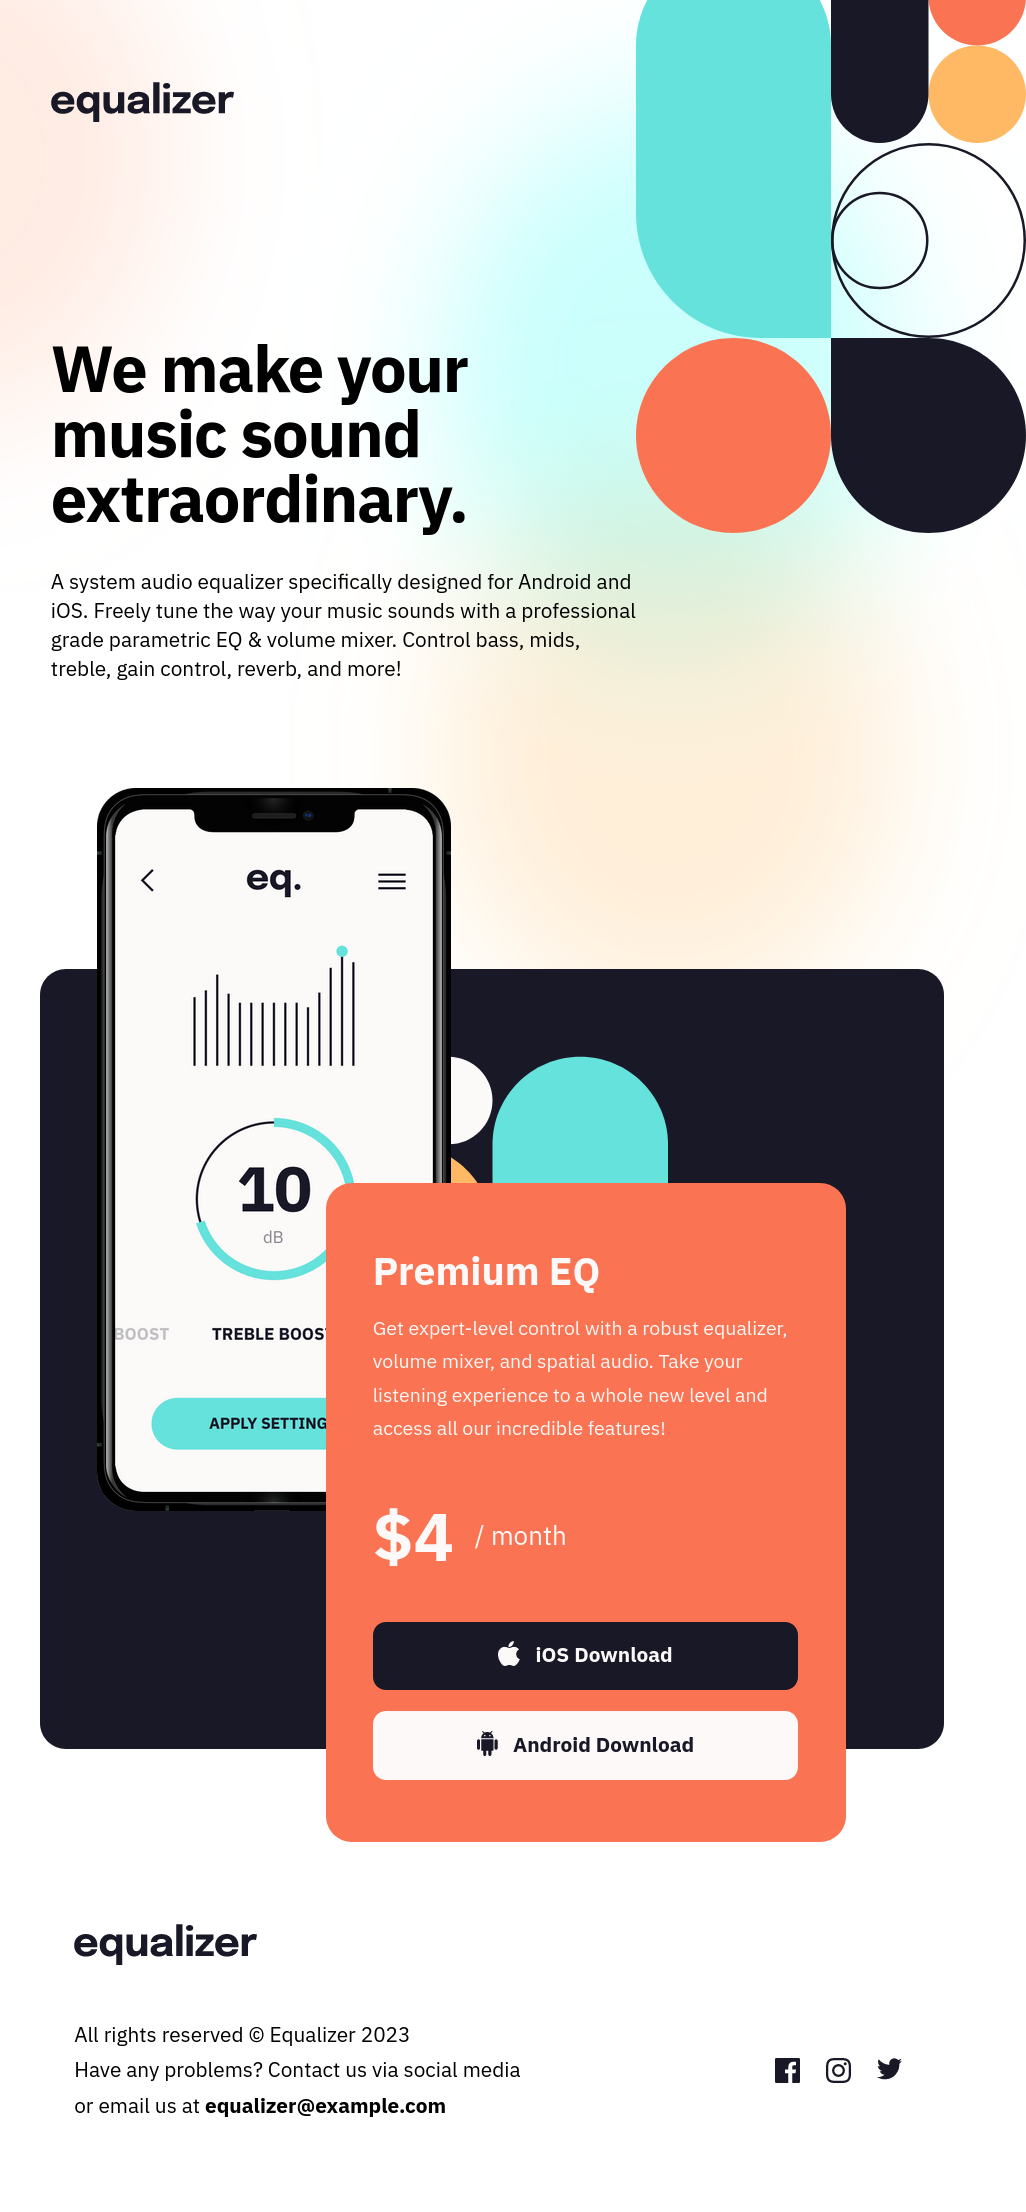 equalizer
We make your
music sound
extraordinary.
A system audio equalizer specifically designed for Android and
iOS. Freely tune the way your music sounds with a professional
grade parametric EQ & volume mixer. Control bass, mids,
treble, gain control, reverb, and more!
eq.
10
dB
BOOST TREBLE BOOST
APPLY SETTING
Premium EQ
Get expert-level control with a robust equalizer,
volume mixer, and spatial audio. Take your
listening experience to a whole new level and
access all our incredible features!
$4 / month
iOS Download
Android Download
equalizer
All rights reserved © Equalizer 2023
Have any problems? Contact us via social media
or email us at equalizer@example.com